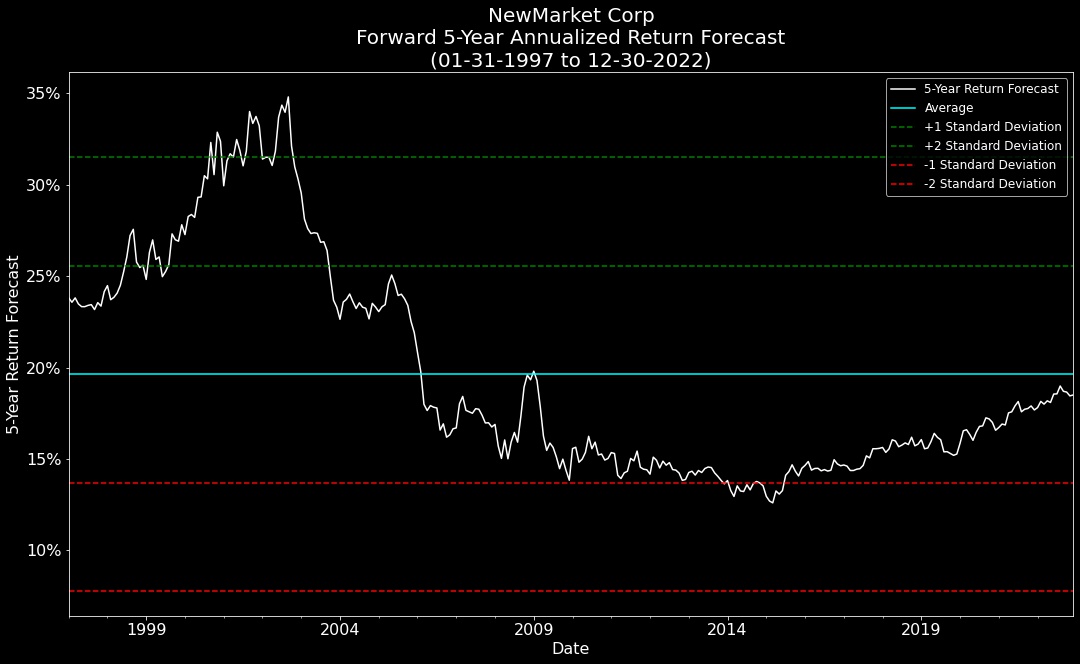 NewMarket Corp
Forward 5-Year Annualized Return Forecast
(01-31-1997 to 12-30-2022)
5-Year Return Forecast
35%
30%
25%
20%
15%
10%
5-Year Return Forecast
Average
+1 Standard Deviation
+2 Standard Deviation
-1 Standard Deviation
-2 Standard Deviation
1999
2004
2009
2014
2019
Date